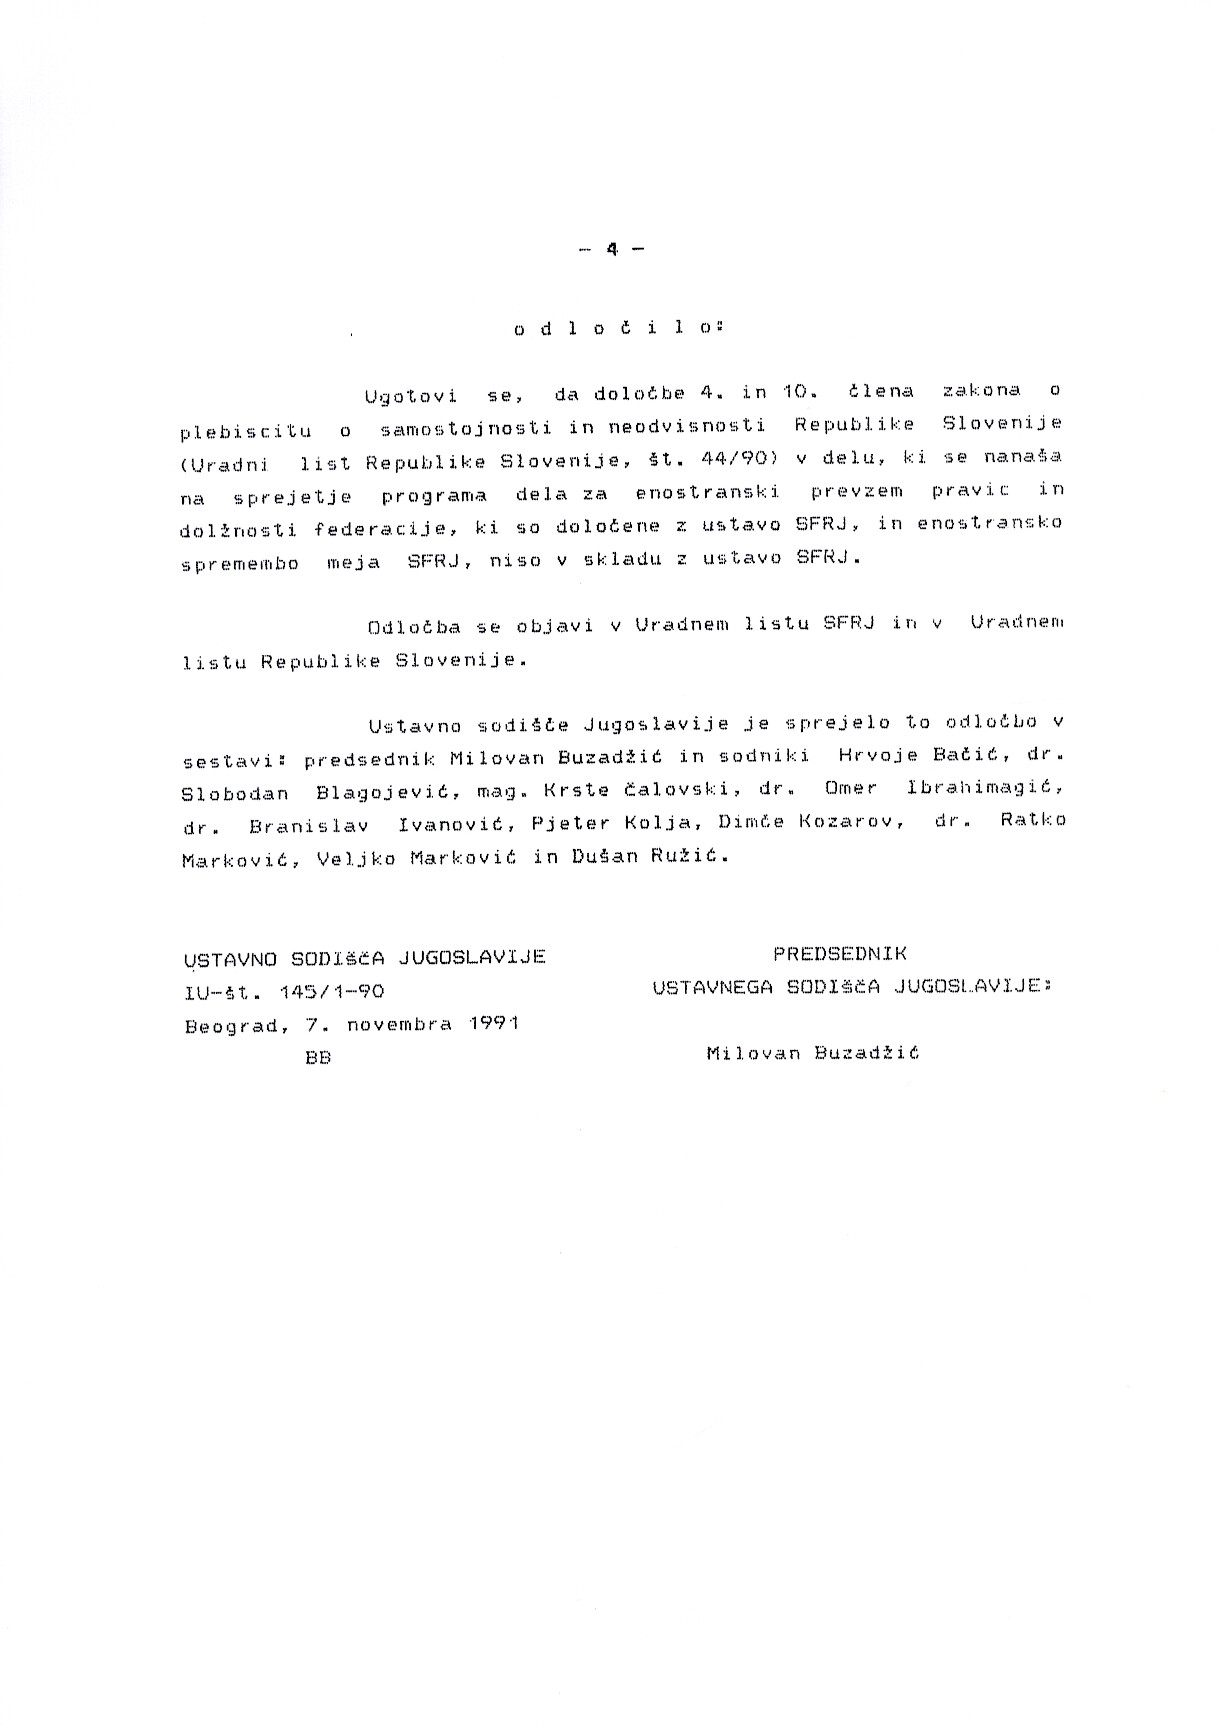 - 4 -
o d l o č i l o:
Ugotovi se, da določbe 4. in 10. člena zakona o
plebiscitu o samostojnosti in neodvisnosti Republike Slovenije
(Uradni list Republike Slovenije, št. 44/90) v delu, ki se nanaša
na sprejetje programa dela za enostranski prevzem pravic in
dolžnosti federacije, ki so določene z ustavo SFRJ, in enostransko
spremembo meja SFRJ, niso v skladu z ustavo SFRJ.
Odločba se objavi v Uradnem listu SFRJ in v Uradnem
listu Republike Slovenije.
Ustavno sodišče Jugoslavije je sprejelo to odločbo v
sestavi: predsednik Milovan Buzadžić in sodniki Hrvoje Bačić, dr.
Slobodan Blagojević, mag. Krste čalovski, dr. Omer Ibrahimagić,
dr. Branislav Ivanović, Pjeter Kolja, Dimče Kozarov, dr. Ratko
Marković, Veljko Marković in Dušan Ružić.
USTAVNO SODIščA JUGOSLAVIJE
IU-št. 145/1-90
Beograd, 7. novembra 1991
BB
PREDSEDNIK
USTAVNEGA SODIščA JUGOSLAVIJE:
Milovan Buzadžić